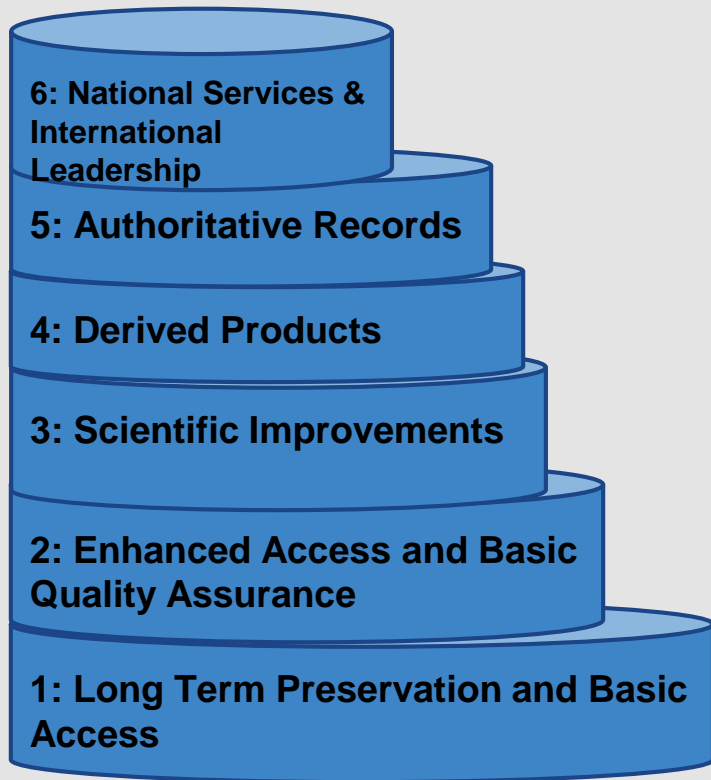 6: National Services &
International
Leadership
5: Authoritative Records
4: Derived Products
3: Scientific Improvements
2: Enhanced Access and Basic
Quality Assurance
1: Long Term Preservation and Basic
Access